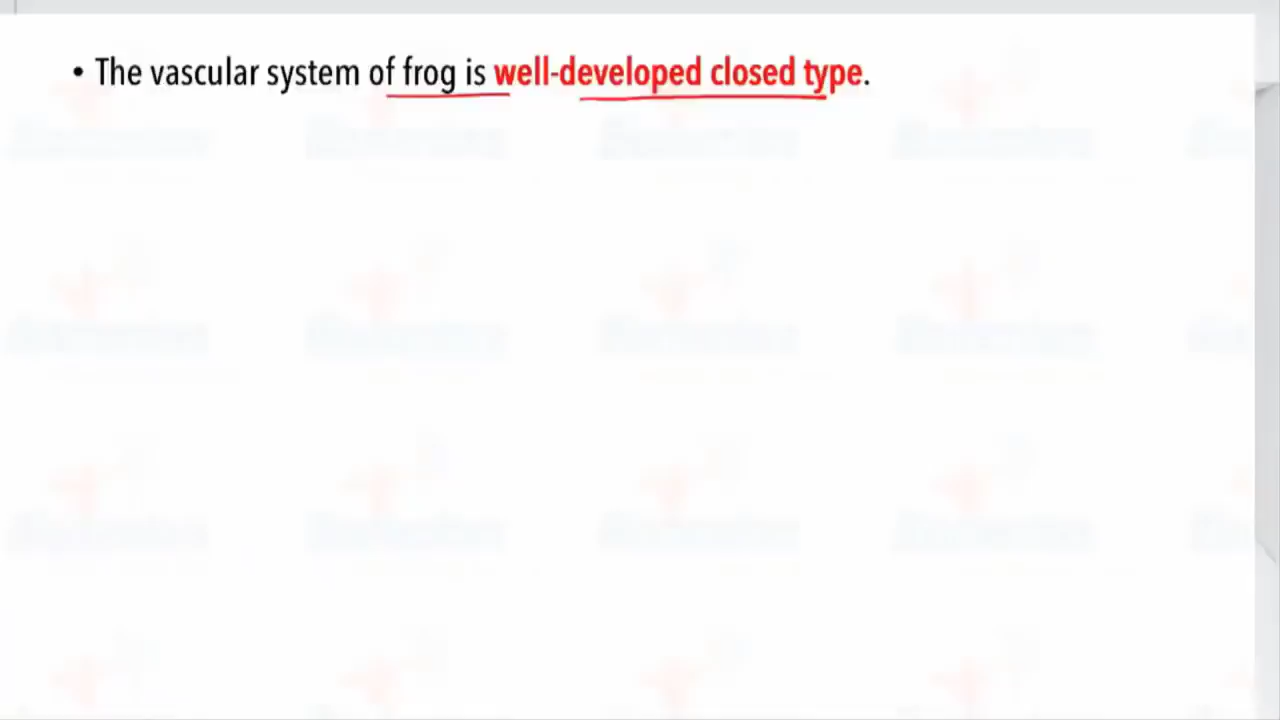 • The vascular system of frog is well-developed closed type.